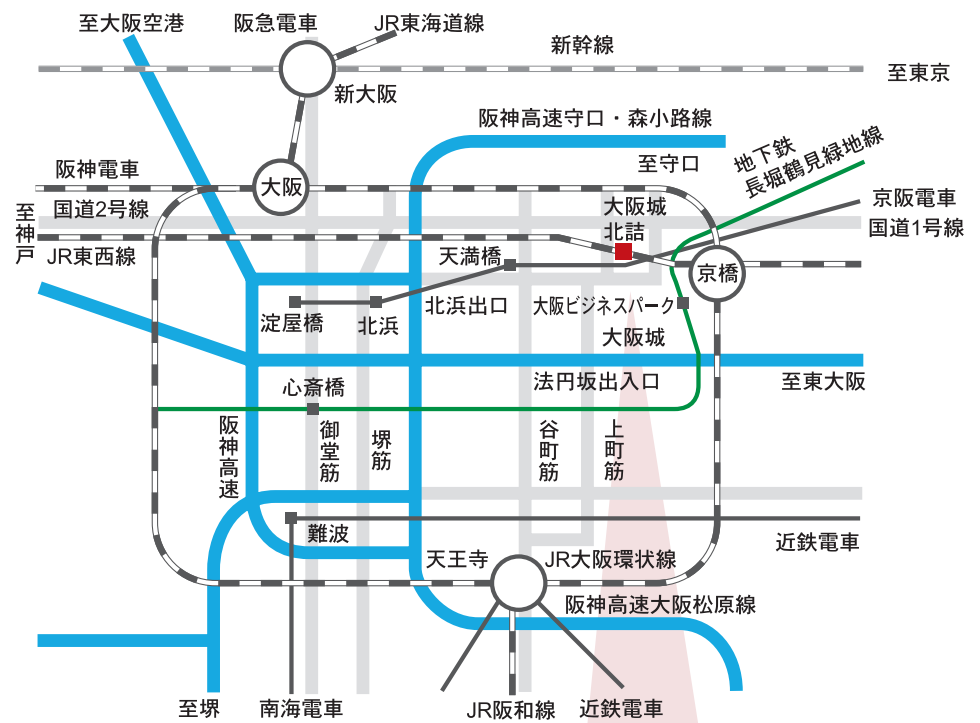 至大阪空港
阪急電車
JR東海道線
新幹線
至東京
新大阪
阪神高速守口・森小路線
地下鉄
長堀鶴見緑地線
至守口
阪神電車
大阪
京阪電車
国道2号線
至神戸
大阪城
北詰
国道1号線
JR東西線
天満橋
京橋
淀屋橋
北浜
北浜出口
大阪ビジネスパーク
大阪城
至東大阪
法円坂出入口
心斎橋
阪神高速
御堂筋
堺筋
谷町筋
上町筋
難波
近鉄電車
天王寺
JR大阪環状線
阪神高速大阪松原線
至堺
南海電車
JR阪和線
近鉄電車